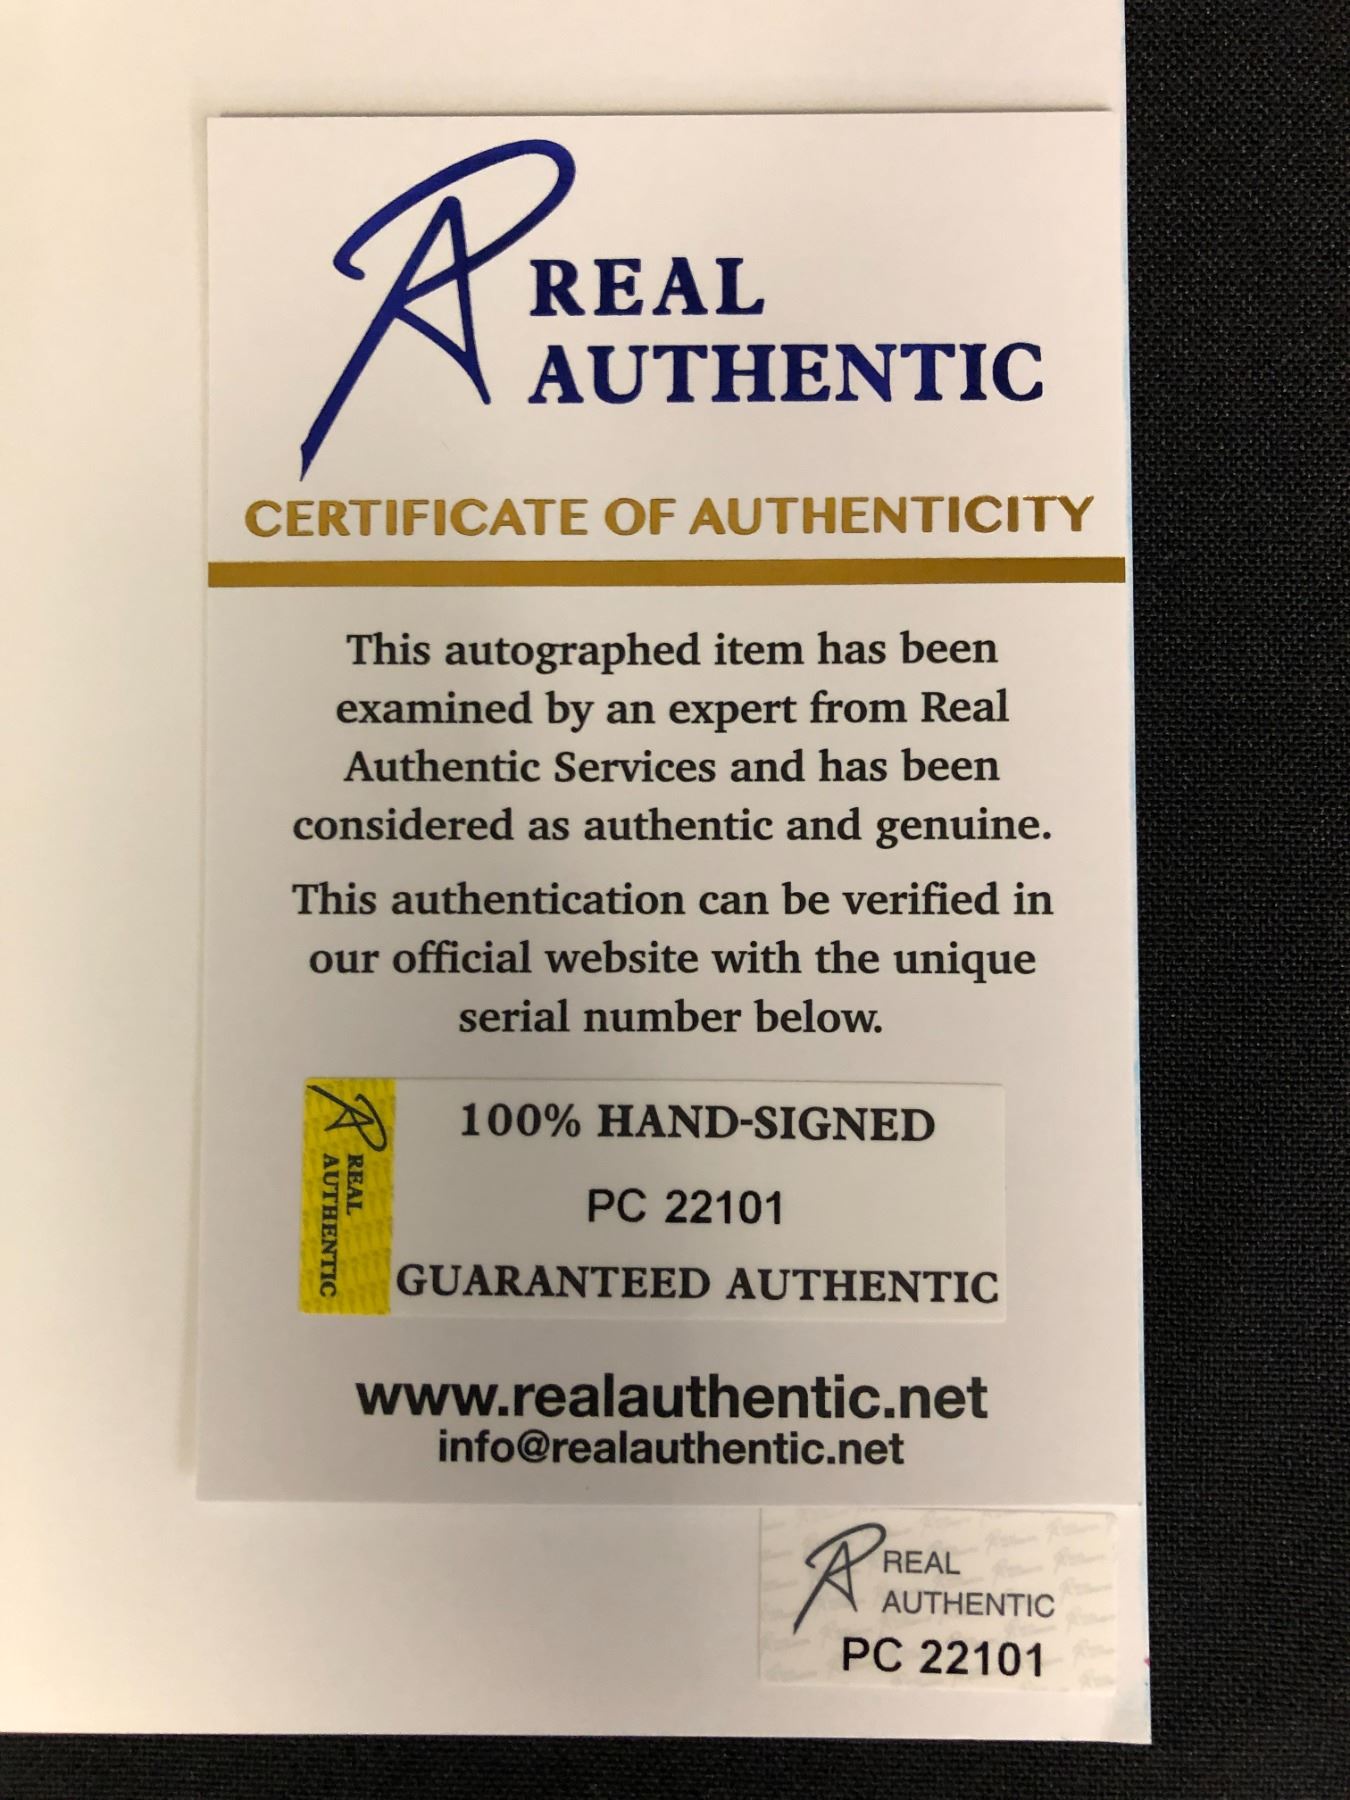 REAL
AUTHENTIC
CERTIFICATE OF AUTHENTICITY
This autographed item has been
examined by an expert from Real
Authentic Services and has been
considered as authentic and genuine.
This authentication can be verified in
our official website with the unique
serial number below.
REAL
AUTHENTIC
100% HAND-SIGNED
PC 22101
GUARANTEED AUTHENTIC
www.realauthentic.net
info@realauthentic.net
REAL
AUTHENTIC
PC 22101